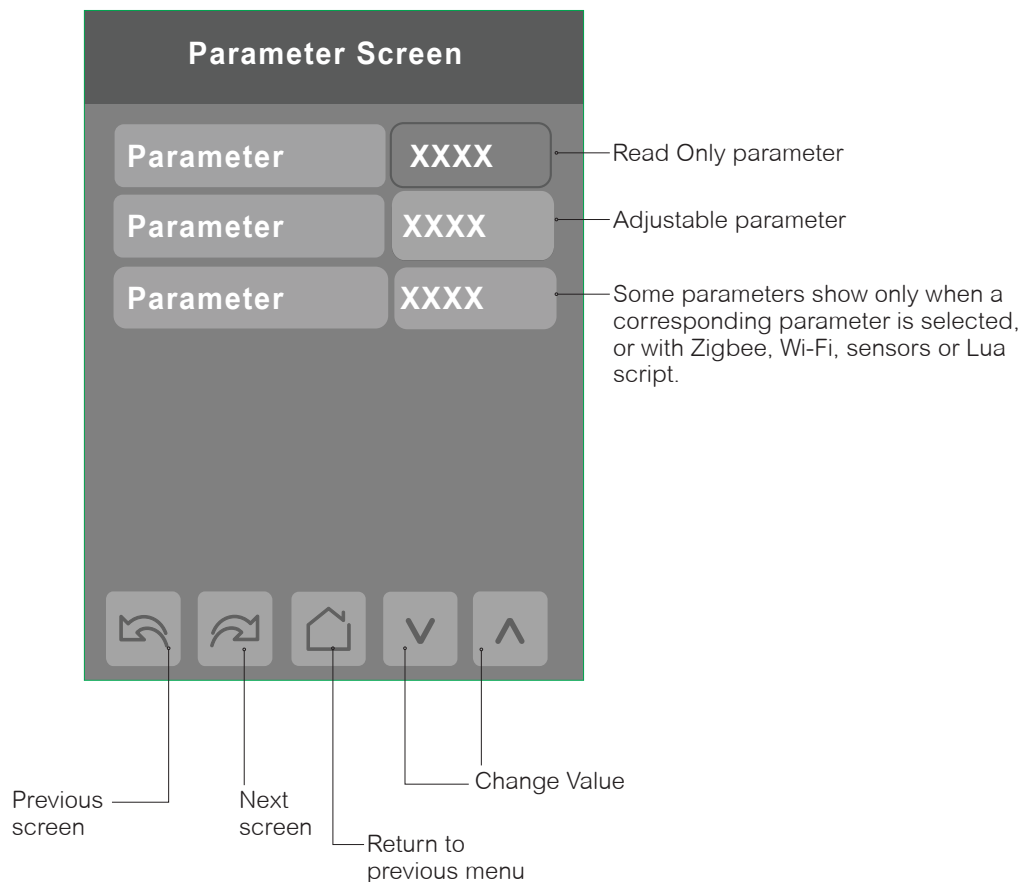 Parameter Screen
Parameter XXXX
Read Only parameter
Parameter XXXX
Adjustable parameter
Parameter XXXX
Some parameters show only when a
corresponding parameter is selected,
or with Zigbee, Wi-Fi, sensors or Lua
script.
Change Value
Previous
screen
Next
screen
Return to
previous menu